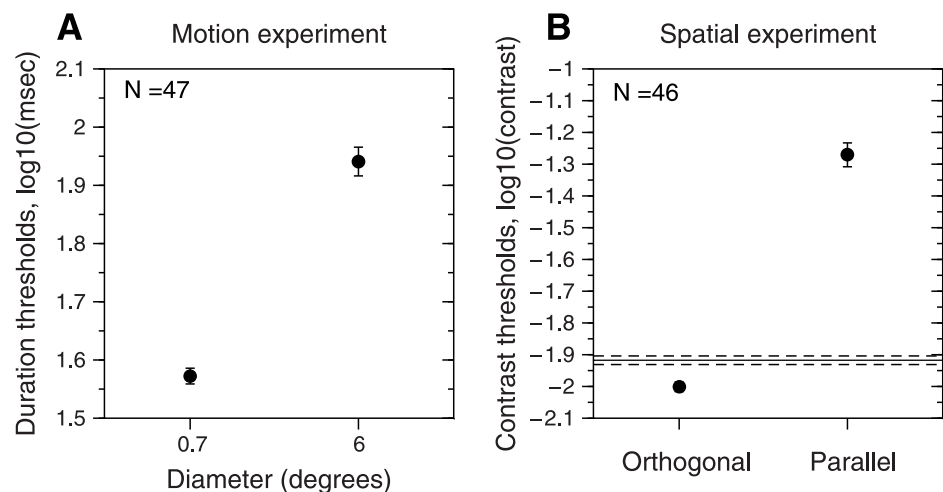 A Motion experiment
Duration thresholds, log10(msec)
N =47
2.1
2
1.9
1.8
1.7
1.6
1.5
0.7 6
Diameter (degrees)
B Spatial experiment
Contrast thresholds, log10(contrast)
N =46
−1
−1.1
−1.2
−1.3
−1.4
−1.5
−1.6
−1.7
−1.8
−1.9
−2
−2.1
Orthogonal Parallel